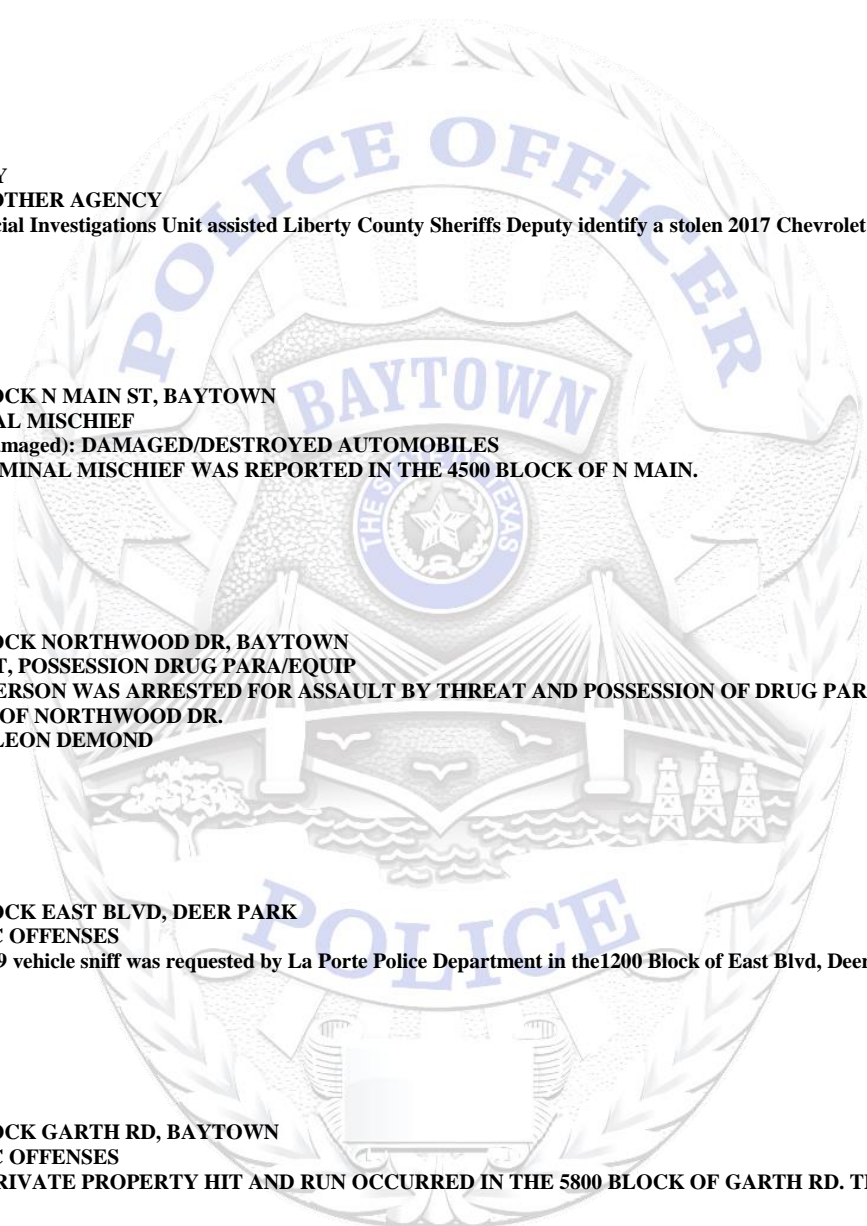 Y
OTHER AGENCY
cial Investigations Unit assisted Liberty County Sheriffs Deputy identify a stolen 2017 Chevrolet
OCK N MAIN ST, BAYTOWN
AL MISCHIEF
maged): DAMAGED/DESTROYED AUTOMOBILES
MINAL MISCHIEF WAS REPORTED IN THE 4500 BLOCK OF N MAIN.
OCK NORTHWOOD DR, BAYTOWN
T, POSSESSION DRUG PARA/EQUIP
ERSON WAS ARRESTED FOR ASSAULT BY THREAT AND POSSESSION OF DRUG PAR
OF NORTHWOOD DR.
LEON DEMOND
OCK EAST BLVD, DEER PARK
C OFFENSES
9 vehicle sniff was requested by La Porte Police Department in the1200 Block of East Blvd, Deer
OCK GARTH RD, BAYTOWN
C OFFENSES
RIVATE PROPERTY HIT AND RUN OCCURRED IN THE 5800 BLOCK OF GARTH RD. T
POLICE OFFICER
BAYTOWN
THE STATE OF TEXAS
POLICE